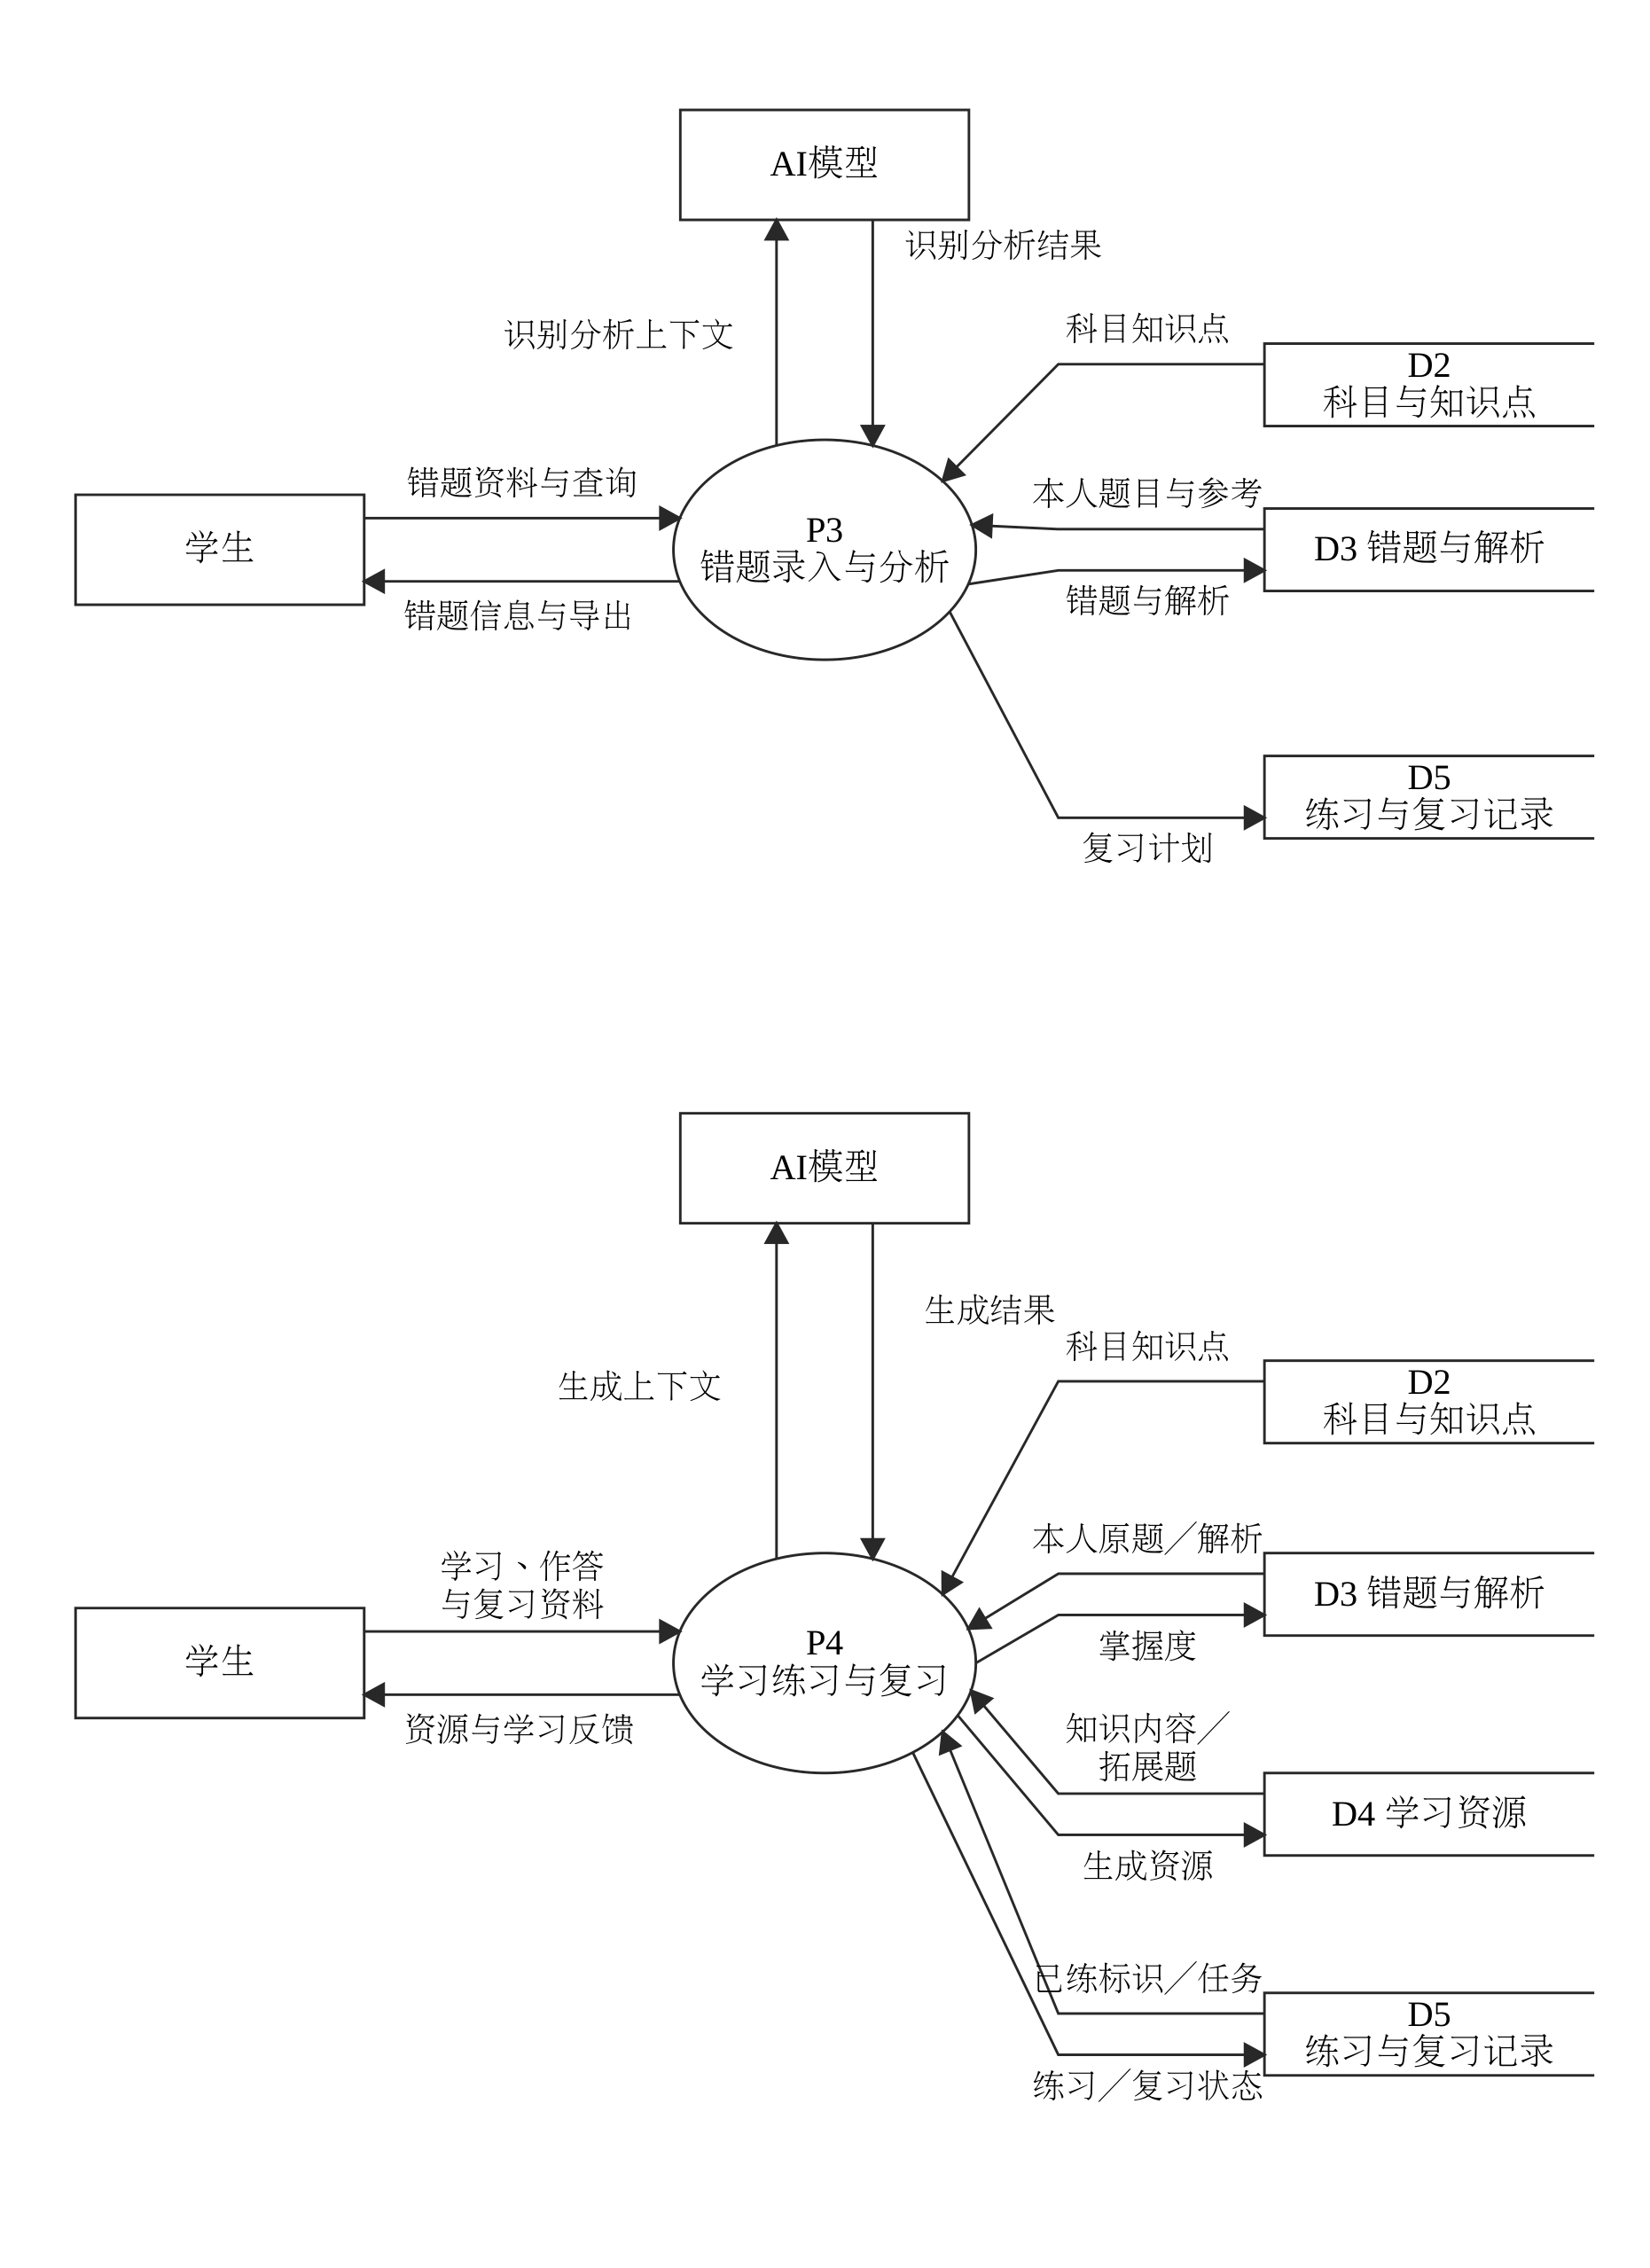 AI模型
识别分析结果
识别分析上下文
科目知识点
D2
科目与知识点
错题资料与查询
本人题目与参考
学生
P3
错题录入与分析
D3 错题与解析
错题信息与导出
错题与解析
D5
练习与复习记录
复习计划
AI模型
生成结果
科目知识点
生成上下文
D2
科目与知识点
本人原题／解析
学习、作答
与复习资料
D3 错题与解析
学生
P4
学习练习与复习
掌握度
资源与学习反馈
知识内容／
拓展题
D4 学习资源
生成资源
已练标识／任务
D5
练习与复习记录
练习／复习状态